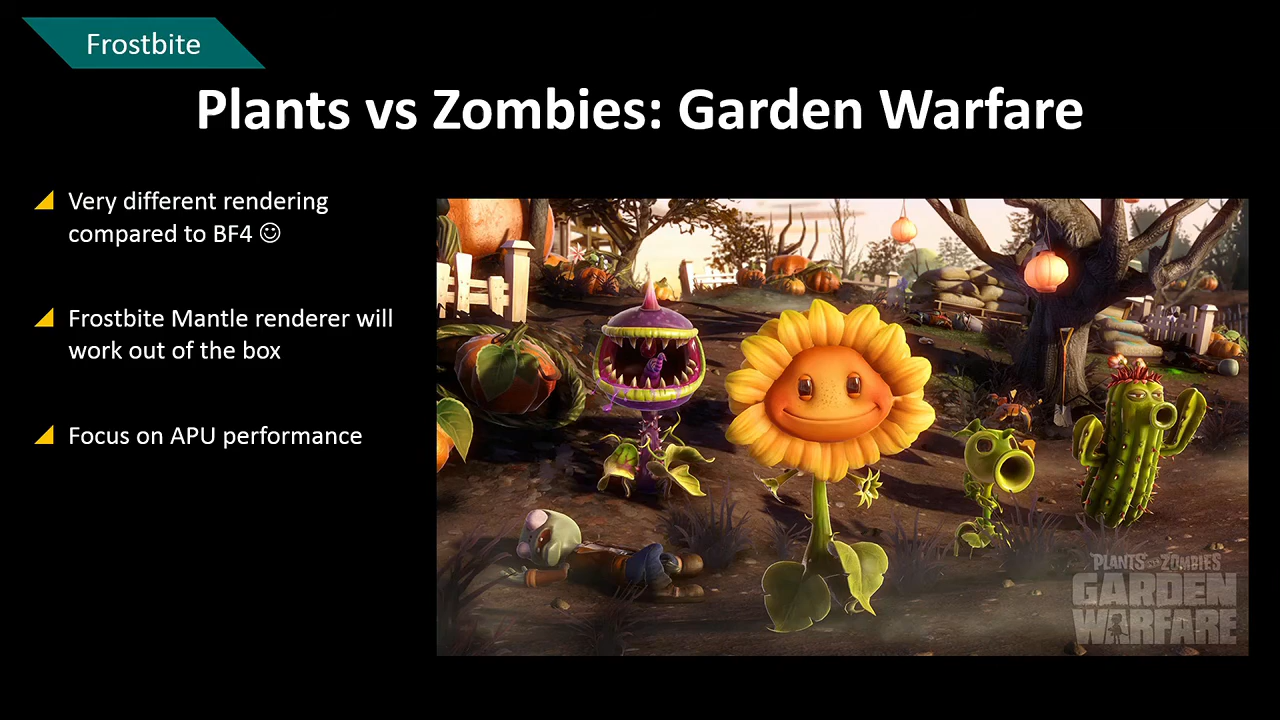 Frostbite
Plants vs Zombies: Garden Warfare
Very different rendering
compared to BF4 ☺
Frostbite Mantle renderer will
work out of the box
Focus on APU performance
PLANTS vs ZOMBIES
GARDEN
WARFARE